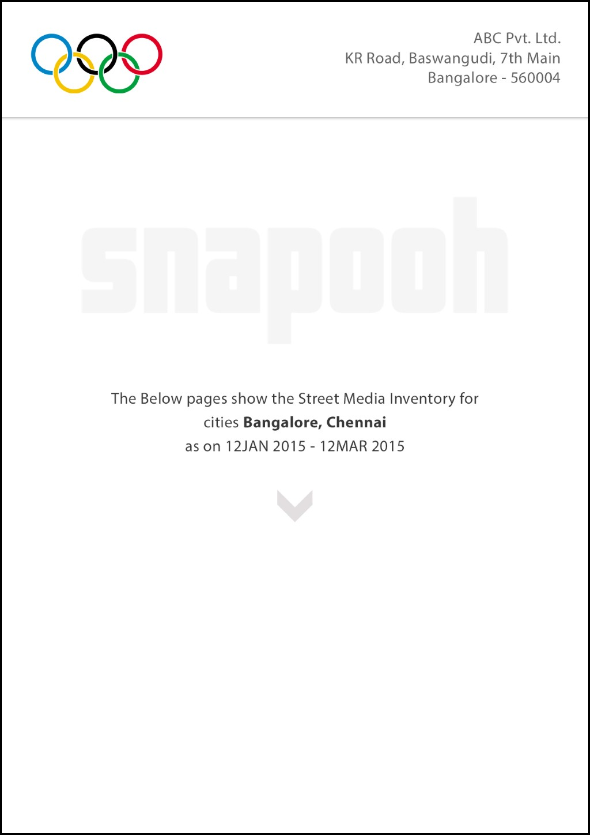 ABC Pvt. Ltd.
KR Road, Baswangudi, 7th Main
Bangalore - 560004
snapooh
The Below pages show the Street Media Inventory for
cities Bangalore, Chennai
as on 12JAN 2015 - 12MAR 2015